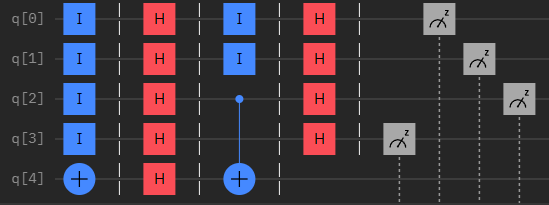 q[0] I H I H z
q[1] I H I H z
q[2] I H H z
q[3] I H H z
q[4] H